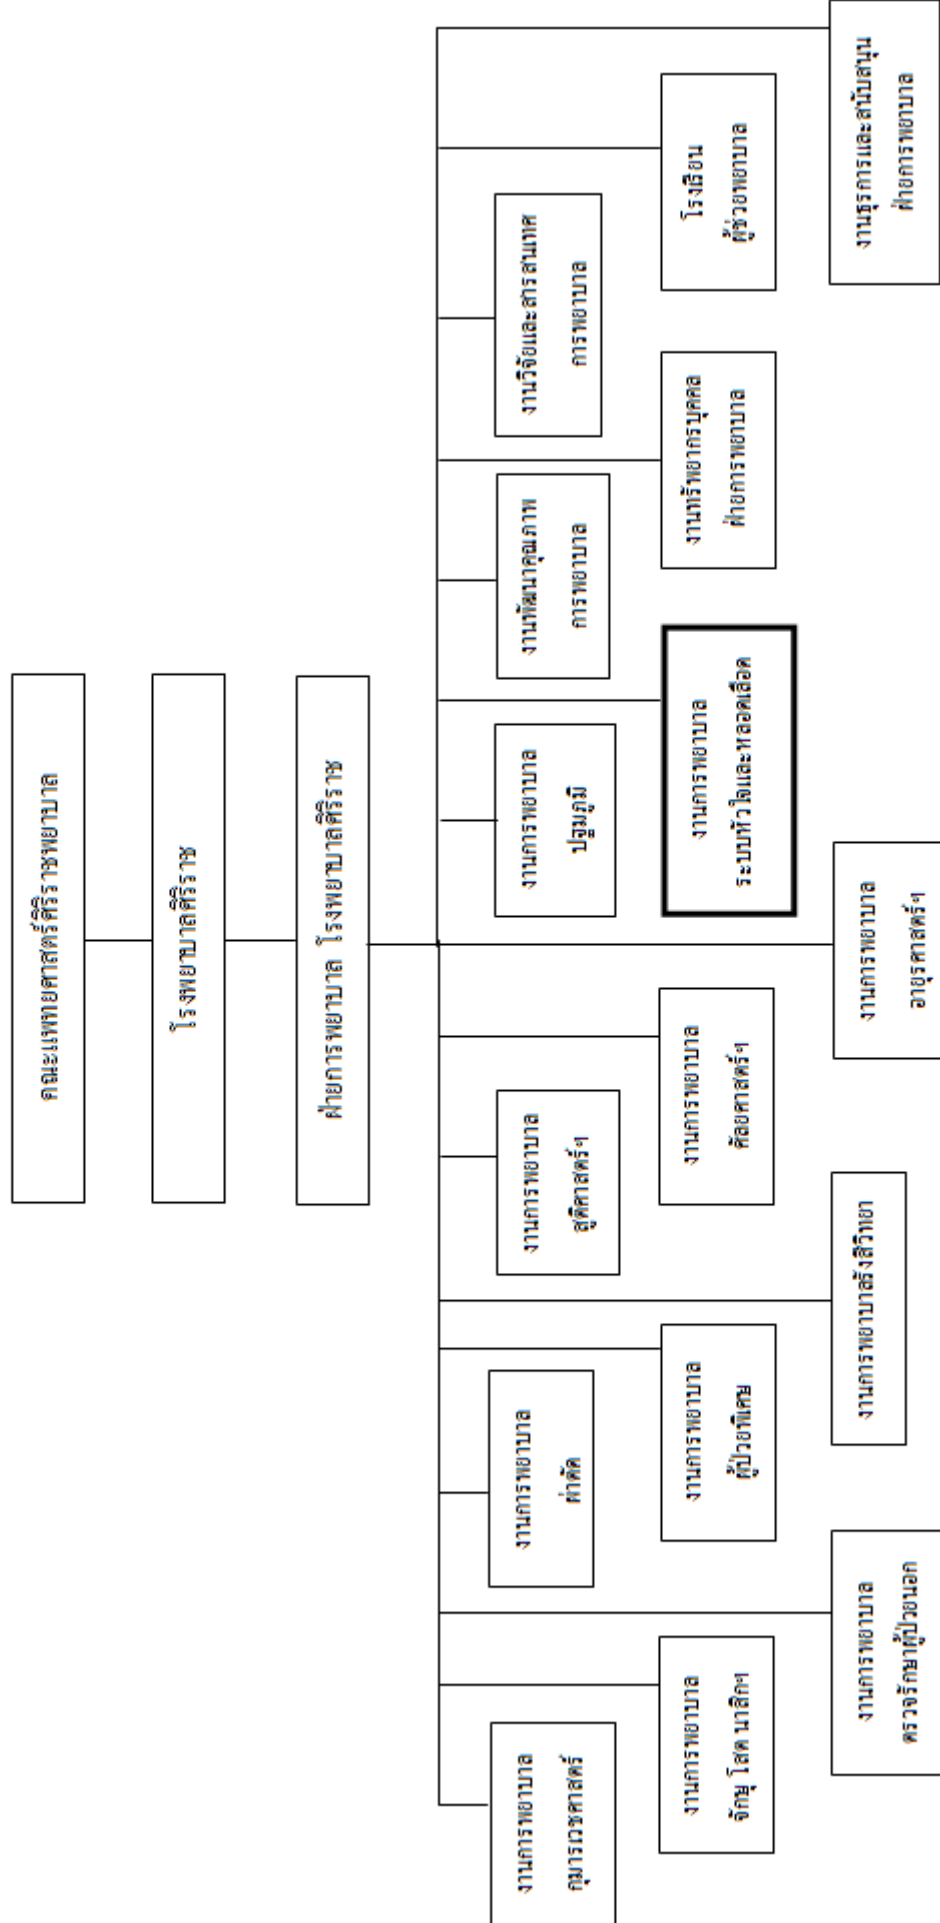 คณะแพทยศาสตร์ศิริราชพยาบาล
โรงพยาบาลศิริราช
ฝ่ายการพยาบาล โรงพยาบาลศิริราช
งานการพยาบาล
กุมารเวชศาสตร์
งานการพยาบาล
ผ่าตัด
งานการพยาบาล
สูติศาสตร์ฯ
งานการพยาบาล
ปฐมภูมิ
งานพัฒนาคุณภาพ
การพยาบาล
งานวิจัยและสารสนเทศ
การพยาบาล
งานการพยาบาล
จักษุ โสต นาสิกฯ
งานการพยาบาล
ผู้ป่วยพิเศษ
งานการพยาบาล
ศัลยศาสตร์ฯ
งานการพยาบาล
ระบบหัวใจและหลอดเลือด
งานทรัพยากรบุคคล
ฝ่ายการพยาบาล
โรงเรียน
ผู้ช่วยพยาบาล
งานการพยาบาล
ตรวจรักษาผู้ป่วยนอก
งานการพยาบาลรังสีวิทยา
งานการพยาบาล
อายุรศาสตร์ฯ
งานธุรการและสนับสนุน
ฝ่ายการพยาบาล